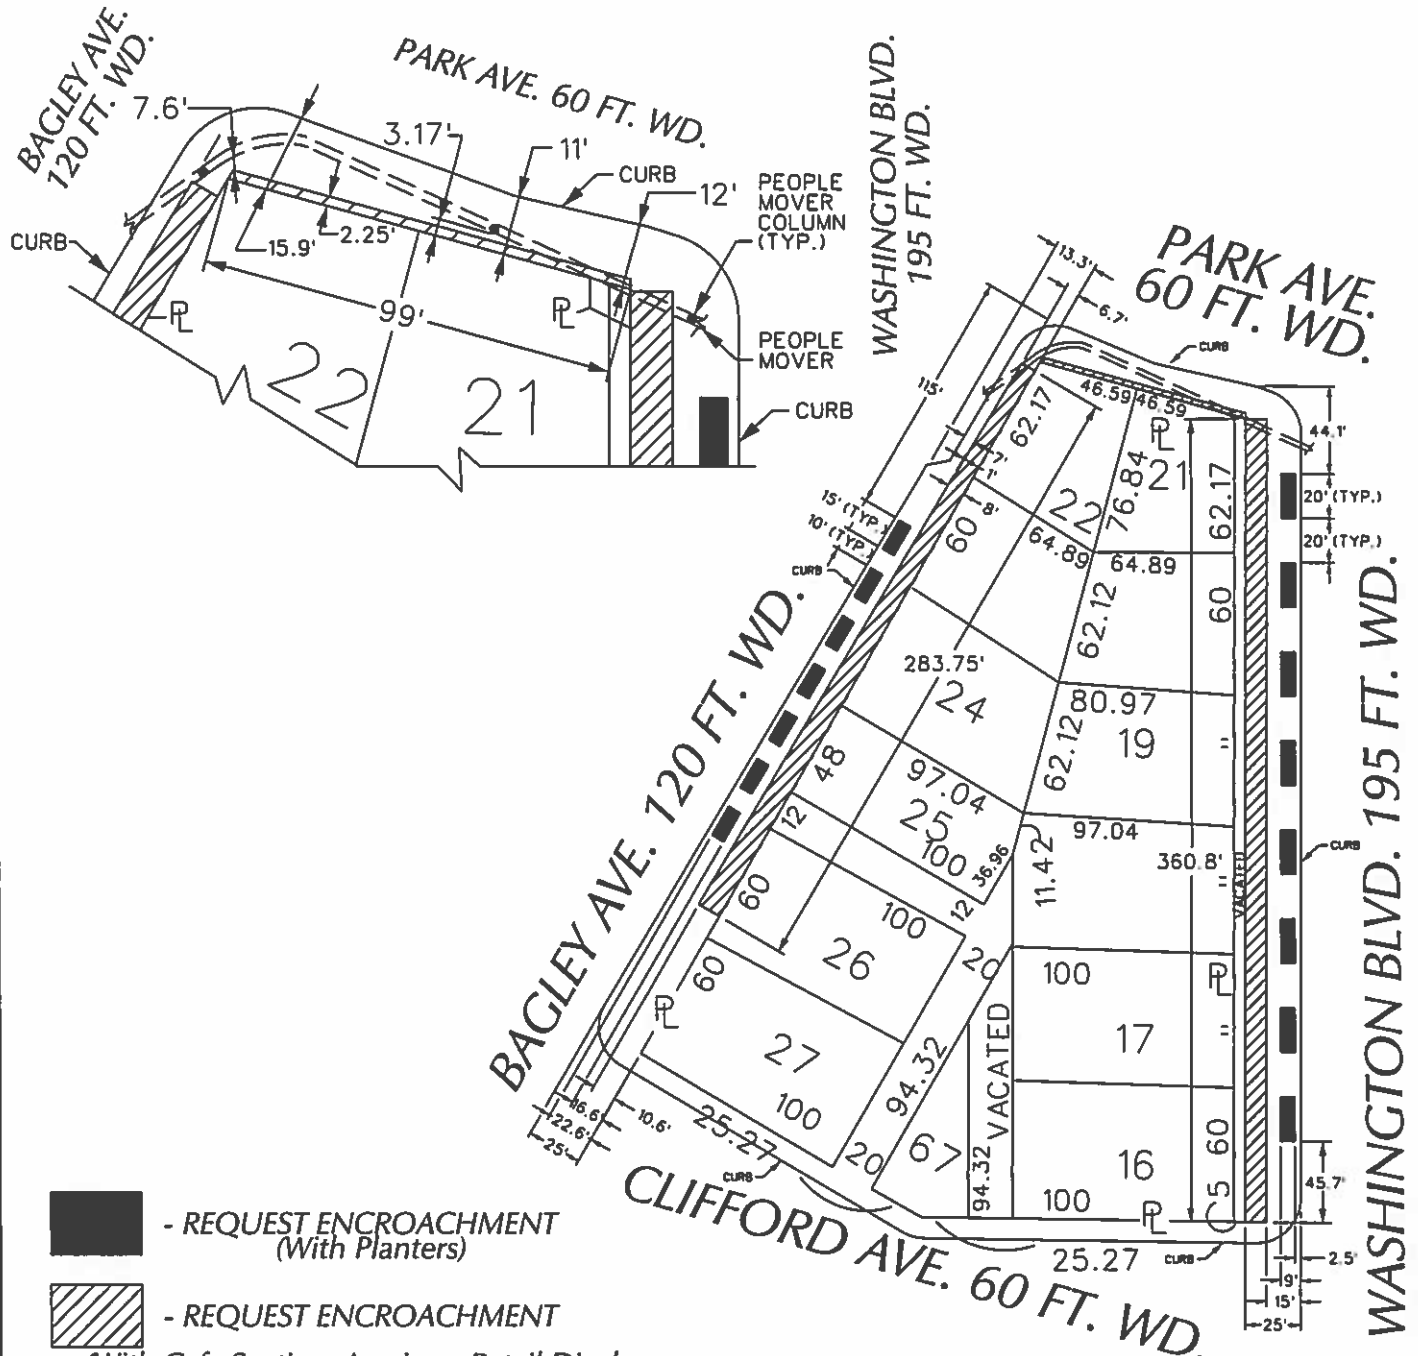 BAGLEY AVE.
120 FT. WD.
PARK AVE. 60 FT. WD.
WASHINGTON BLVD.
195 FT. WD.
7.6'
3.17'
11'
CURB
12'
PEOPLE
MOVER
COLUMN
(TYP.)
CURB
15.9'
2.25'
PL
99'
PL
PEOPLE
MOVER
22
21
CURB
PARK AVE.
60 FT. WD.
13.3'
6.7'
CURB
115'
46.59
46.59
62.17
PL
21
44.1'
7'
1'
8'
76.84
62.17
20' (TYP.)
15' (TYP.)
10' (TYP.)
22
60
64.89
64.89
20' (TYP.)
CURB
62.12
60
283.75'
24
80.97
19
62.12
=
48
97.04
25
97.04
12
100
36.96
11.42
360.8'
=
VACATED
CURB
60
100
12
26
20
100
PL
60
PL
27
100
94.32
VACATED
17
=
BAGLEY AVE. 120 FT. WD.
WASHINGTON BLVD. 195 FT. WD.
16.6'
22.6'
25'
10.6'
25.27
20
67
94.32
16
60
100
PL
5
45.7'
CURB
CLIFFORD AVE. 60 FT. WD.
25.27
CURB
2.5'
9'
15'
25'
- REQUEST ENCROACHMENT
(With Planters)
- REQUEST ENCROACHMENT